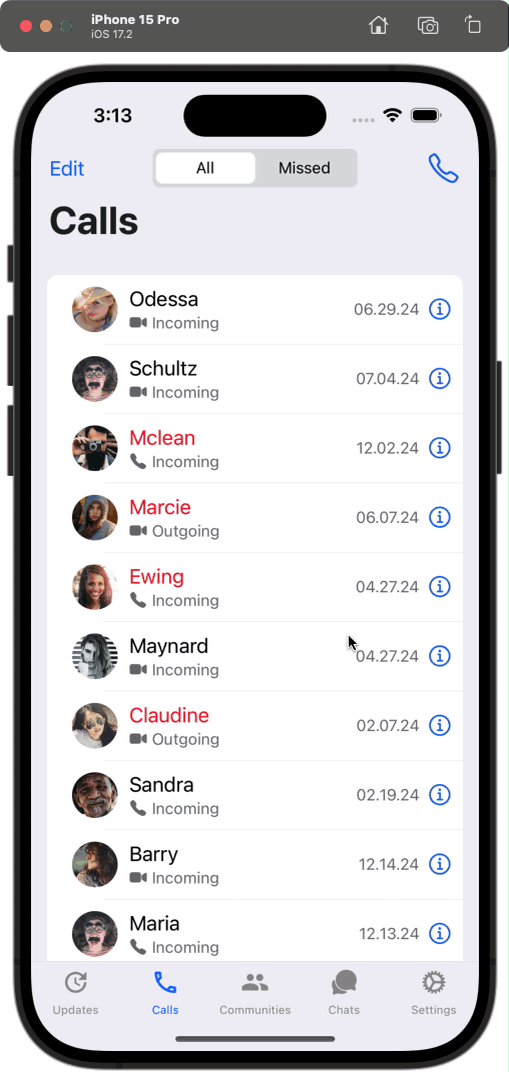 iPhone 15 Pro
iOS 17.2
3:13
Edit All Missed
Calls
Odessa
Incoming 06.29.24
Schultz
Incoming 07.04.24
Mclean
Incoming 12.02.24
Marcie
Outgoing 06.07.24
Ewing
Incoming 04.27.24
Maynard
Incoming 04.27.24
Claudine
Outgoing 02.07.24
Sandra
Incoming 02.19.24
Barry
Incoming 12.14.24
Maria
Incoming 12.13.24
Updates Calls Communities Chats Settings